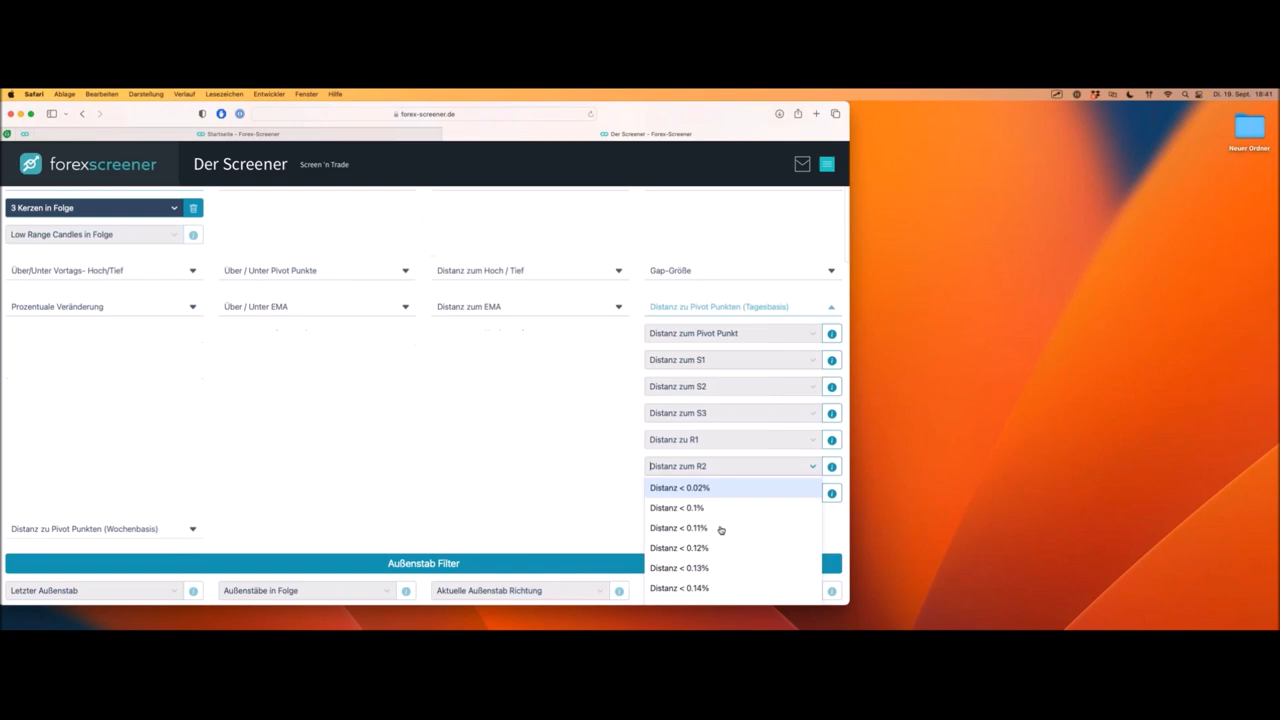 Safari Ablage Bearbeiten Darstellung Verlauf Lesezeichen Entwickler Fenster Hilfe Di. 19. Sept. 18:41
forex-screener.de
Startseite - Forex-Screener Der Screener - Forex-Screener
forexscreener Der Screener Screen 'n Trade
Neuer Ordner
3 Kerzen in Folge
Low Range Candles in Folge
Über/Unter Vortags- Hoch/Tief Über / Unter Pivot Punkte Distanz zum Hoch / Tief Gap-Größe
Prozentuale Veränderung Über / Unter EMA Distanz zum EMA Distanz zu Pivot Punkten (Tagesbasis)
Distanz zum Pivot Punkt
Distanz zum S1
Distanz zum S2
Distanz zum S3
Distanz zu R1
Distanz zum R2
Distanz < 0.02%
Distanz < 0.1%
Distanz < 0.11%
Distanz zu Pivot Punkten (Wochenbasis)
Distanz < 0.12%
Außenstab Filter
Distanz < 0.13%
Letzter Außenstab Außenstäbe in Folge Aktuelle Außenstab Richtung Distanz < 0.14%